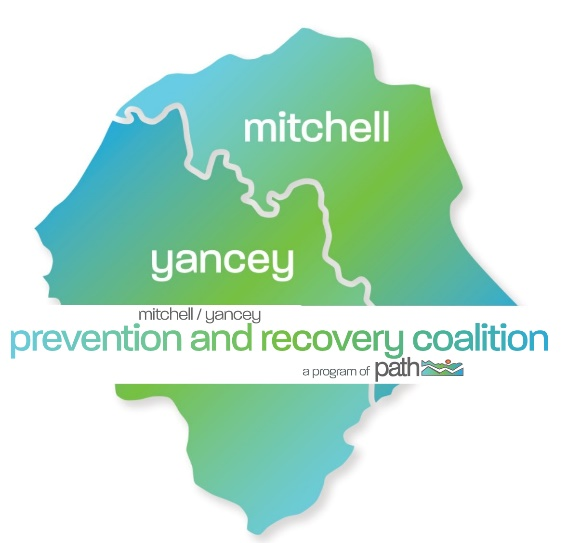 mitchell
yancey
mitchell / yancey
prevention and recovery coalition
a program of path